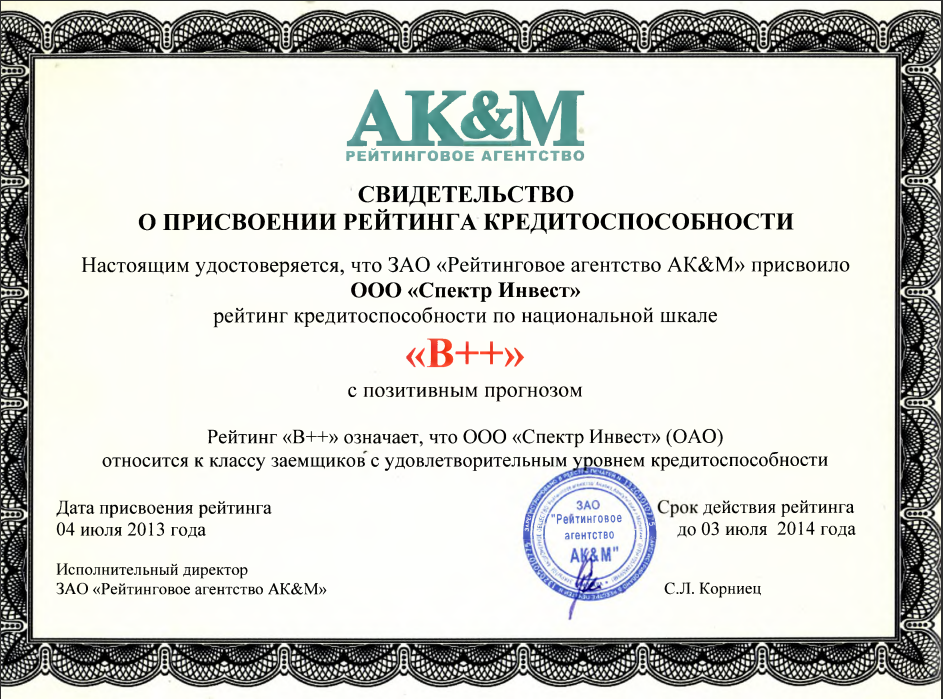 АК&М
РЕЙТИНГОВОЕ АГЕНТСТВО
СВИДЕТЕЛЬСТВО
О ПРИСВОЕНИИ РЕЙТИНГА КРЕДИТОСПОСОБНОСТИ
Настоящим удостоверяется, что ЗАО «Рейтинговое агентство АК&М» присвоило
ООО «Спектр Инвест»
рейтинг кредитоспособности по национальной шкале
«B++»
с позитивным прогнозом
Рейтинг «B++» означает, что ООО «Спектр Инвест» (ОАО)
относится к классу заемщиков с удовлетворительным уровнем кредитоспособности
Дата присвоения рейтинга
04 июля 2013 года
Срок действия рейтинга
до 03 июля 2014 года
ЗАО
"Рейтинговое
агентство
АК&М"
Исполнительный директор
ЗАО «Рейтинговое агентство АК&М»
С.Л. Корниец